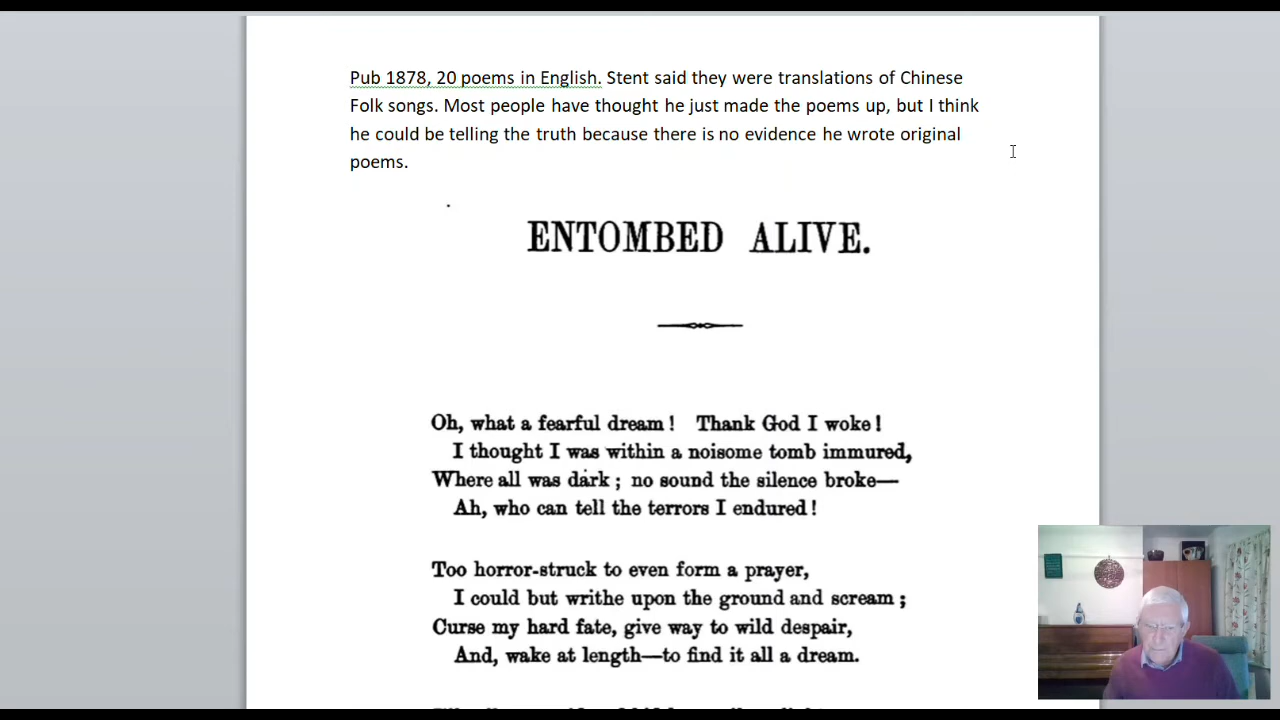 Pub 1878, 20 poems in English. Stent said they were translations of Chinese
Folk songs. Most people have thought he just made the poems up, but I think
he could be telling the truth because there is no evidence he wrote original
poems.
ENTOMBED ALIVE.
Oh, what a fearful dream! Thank God I woke!
I thought I was within a noisome tomb immured,
Where all was dark; no sound the silence broke—
Ah, who can tell the terrors I endured!
Too horror-struck to even form a prayer,
I could but writhe upon the ground and scream;
Curse my hard fate, give way to wild despair,
And, wake at length—to find it all a dream.